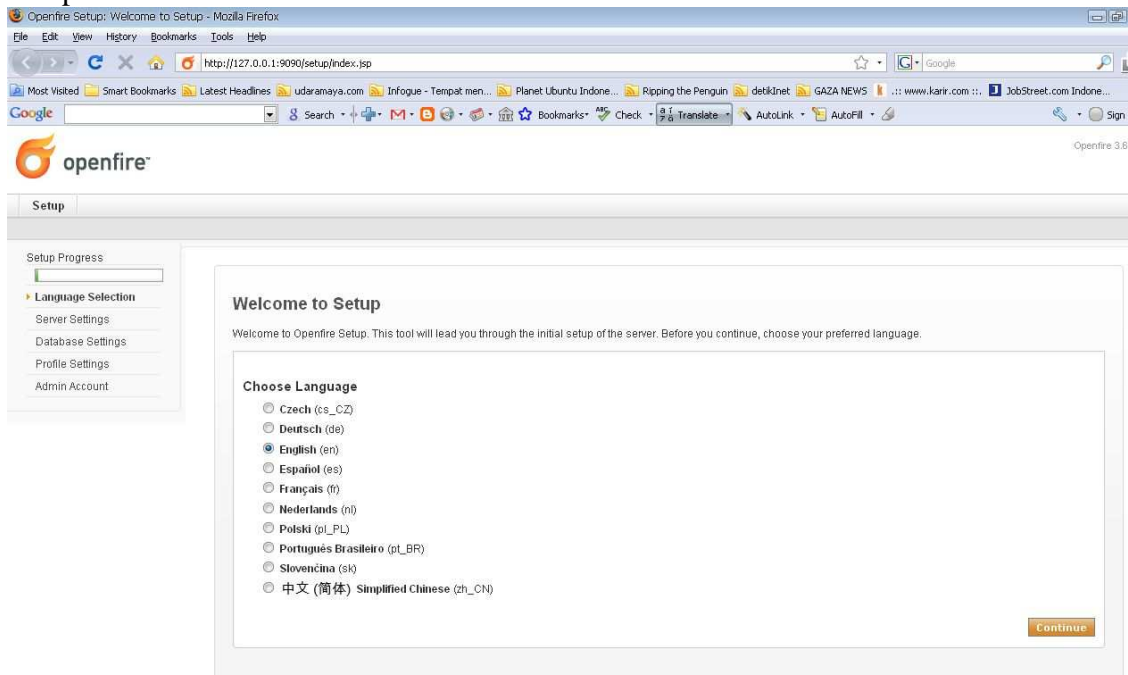 Openfire Setup: Welcome to Setup - Mozilla Firefox
File Edit View History Bookmarks Tools Help
http://127.0.0.1:9090/setup/index.jsp G Google
Most Visited Smart Bookmarks Latest Headlines udaramaya.com Infogue - Tempat men... Planet Ubuntu Indone... Ripping the Penguin detikInet GAZA NEWS .:: www.karir.com ::. JobStreet.com Indone...
Google Search Bookmarks Check Translate AutoLink AutoFill Sign
openfire Openfire 3.6
Setup
Setup Progress
Language Selection
Server Settings
Database Settings
Profile Settings
Admin Account
Welcome to Setup
Welcome to Openfire Setup. This tool will lead you through the initial setup of the server. Before you continue, choose your preferred language.
Choose Language
Czech (cs_CZ)
Deutsch (de)
English (en)
Español (es)
Français (fr)
Nederlands (nl)
Polski (pl_PL)
Português Brasileiro (pt_BR)
Slovenčina (sk)
中文 (简体) Simplified Chinese (zh_CN)
Continue